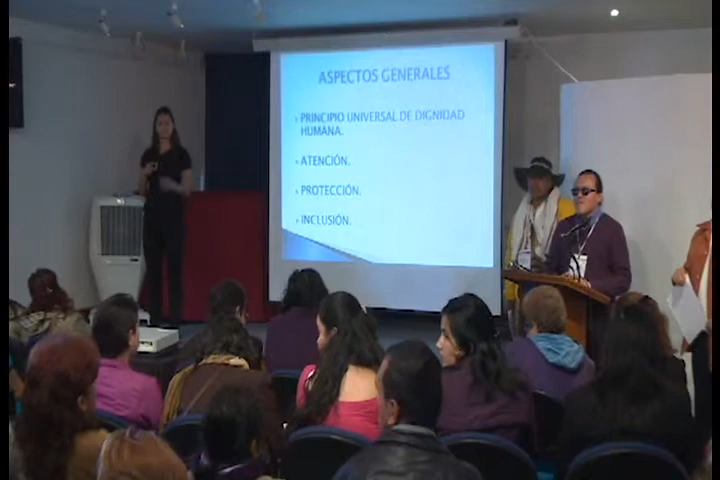 ASPECTOS GENERALES
PRINCIPIO UNIVERSAL DE DIGNIDAD
HUMANA.
ATENCIÓN.
PROTECCIÓN.
INCLUSIÓN.